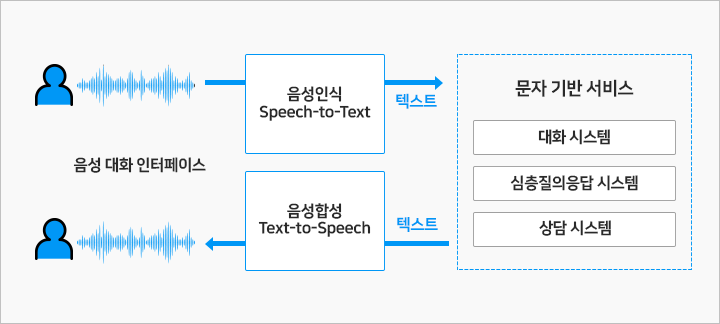 음성인식
Speech-to-Text
텍스트
음성 대화 인터페이스
음성합성
Text-to-Speech
텍스트
문자 기반 서비스
대화 시스템
심층질의응답 시스템
상담 시스템